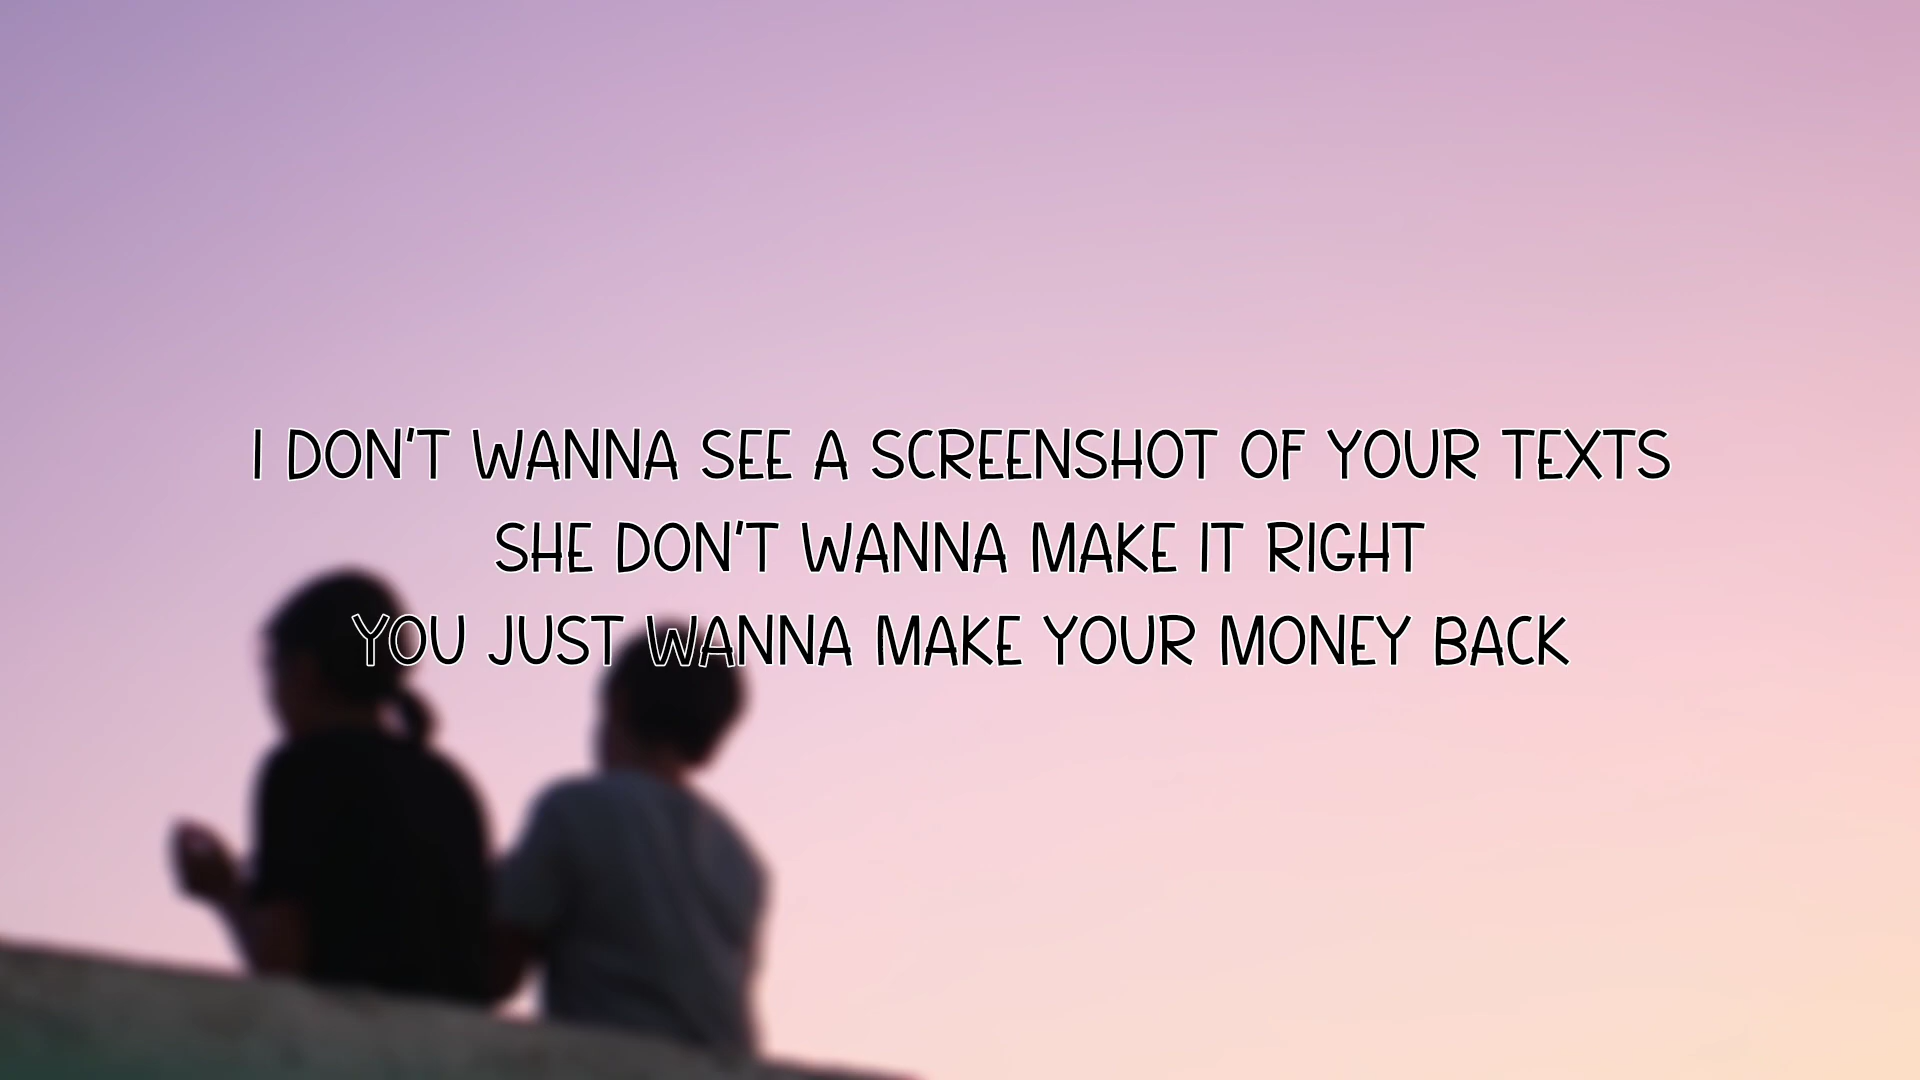 I DON'T WANNA SEE A SCREENSHOT OF YOUR TEXTS
SHE DON'T WANNA MAKE IT RIGHT
YOU JUST WANNA MAKE YOUR MONEY BACK